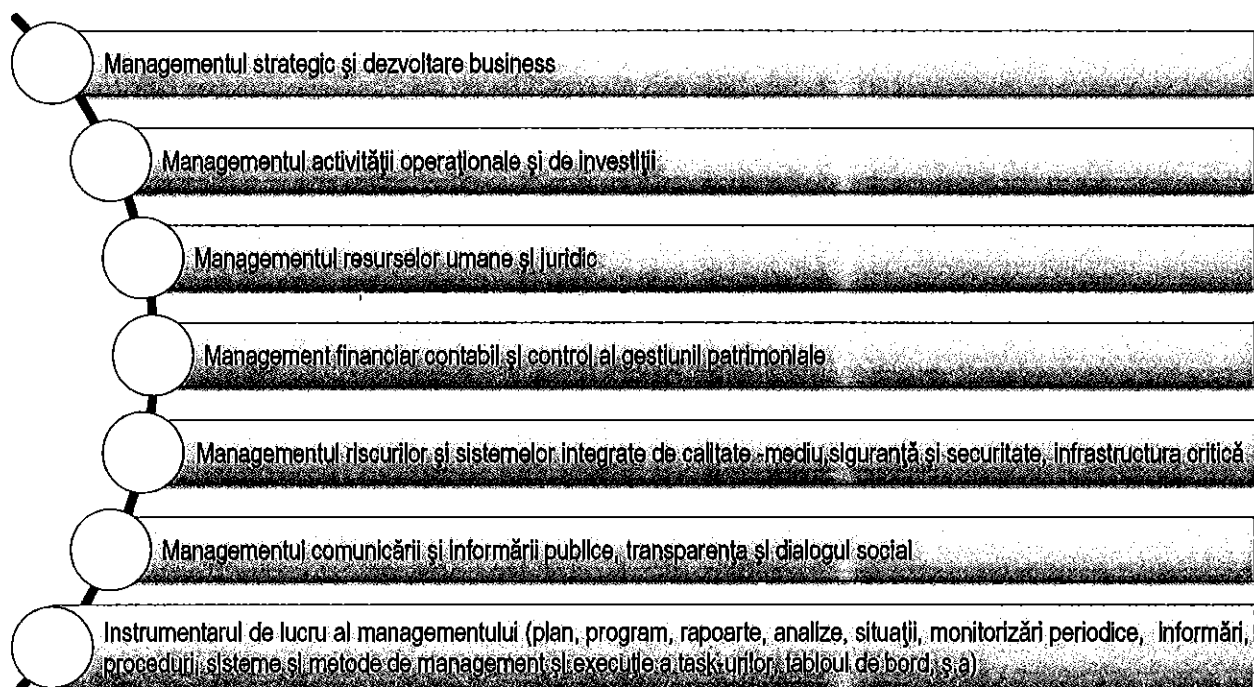 Managementul strategic şi dezvoltare business
Managementul activităţii operaţionale şi de investiţii
Managementul resurselor umane şi juridic
Management financiar contabil şi control al gestiunii patrimoniale
Managementul riscurilor şi sistemelor integrate de calitate -mediu,siguranţă şi securitate, infrastructura critică
Managementul comunicării şi informării publice, transparenţa şi dialogul social
Instrumentarul de lucru al managementului (plan, program, rapoarte, analize, situaţii, monitorizări periodice, informări,
proceduri, sisteme şi metode de management şi execuţie a task-urilor, tabloul de bord, ş.a)